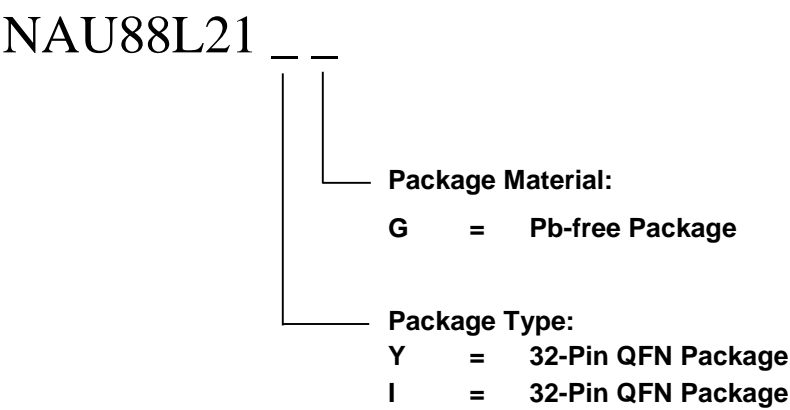 NAU88L21 _ _
Package Material:
G = Pb-free Package
Package Type:
Y = 32-Pin QFN Package
I = 32-Pin QFN Package